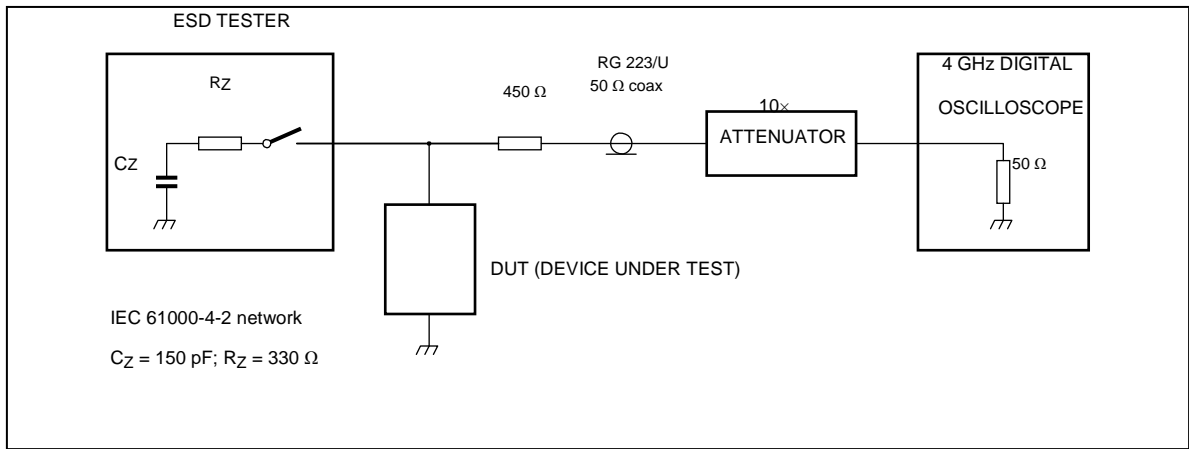 ESD TESTER
RZ
CZ
450 Ω
RG 223/U
50 Ω coax
10×
ATTENUATOR
4 GHz DIGITAL
OSCILLOSCOPE
50 Ω
DUT (DEVICE UNDER TEST)
IEC 61000-4-2 network
CZ = 150 pF; RZ = 330 Ω